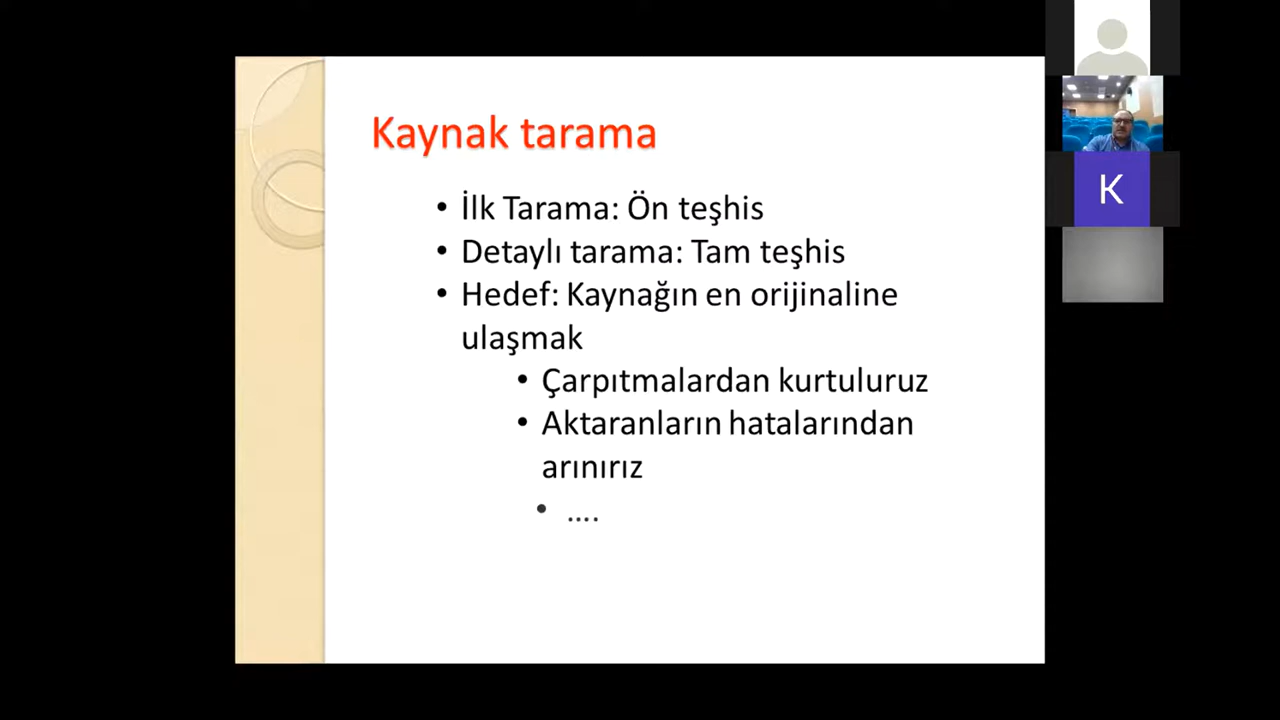 Kaynak tarama
• İlk Tarama: Ön teşhis
• Detaylı tarama: Tam teşhis
• Hedef: Kaynağın en orijinaline
ulaşmak
• Çarpıtmalardan kurtuluruz
• Aktaranların hatalarından
arınırız
• ....
K